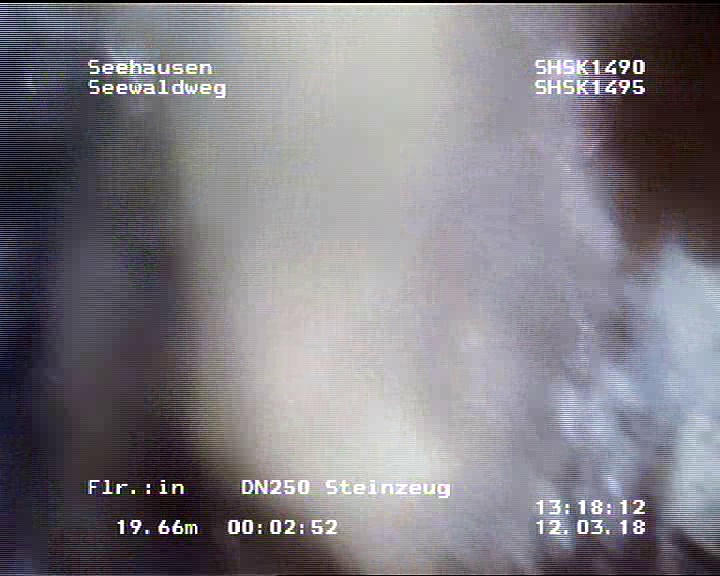 Seehausen
Seewaldweg
SHSK1490
SHSK1495
Flr.:in DN250 Steinzeug
19.66m 00:02:52
13:18:12
12.03.18